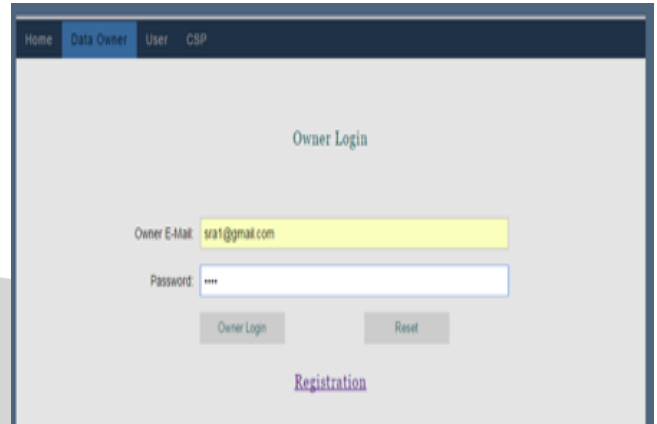 Home Data Owner User CSP
Owner Login
Owner E-Mail: sra1@gmail.com
Password: ••••
Owner Login Reset
Registration